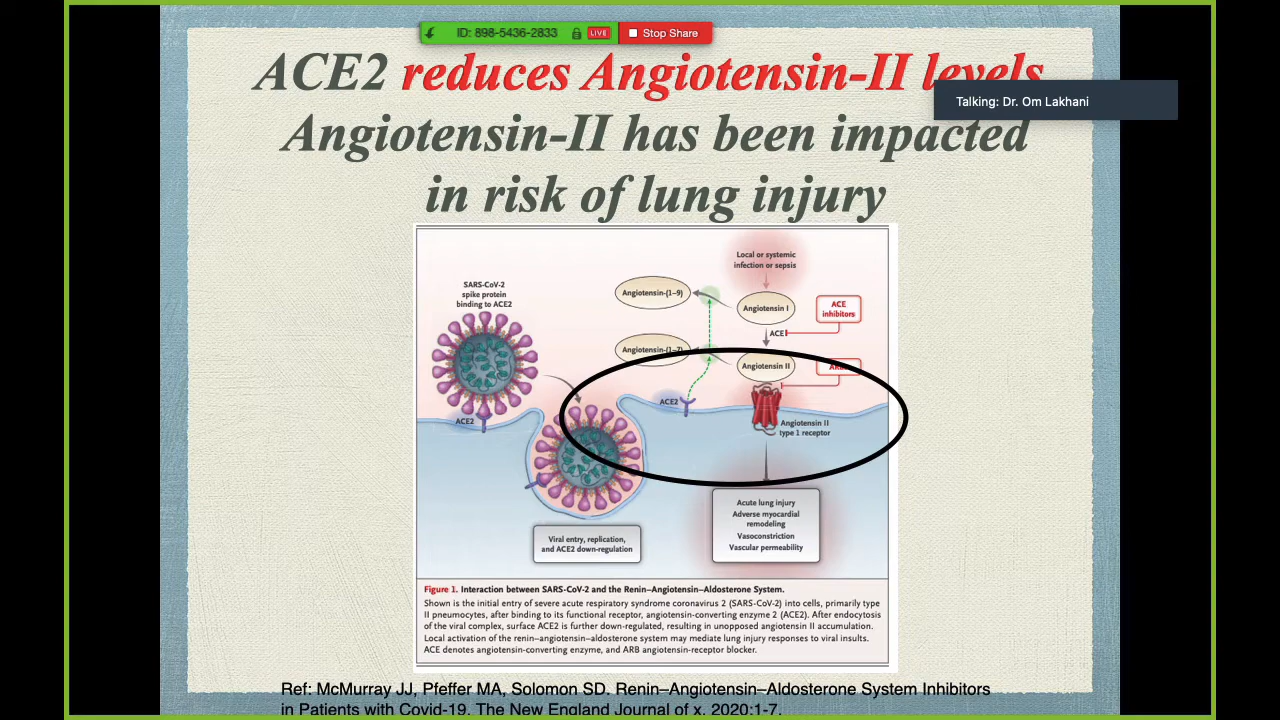 ID: 898-5436-2833 LIVE Stop Share
ACE2 reduces Angiotensin-II levels
Talking: Dr. Om Lakhani
Angiotensin-II has been impacted
in risk of lung injury
Local or systemic
infection or sepsis
SARS-CoV-2
spike protein
binding to ACE2
Angiotensin-(1–9)
Angiotensin I
ACE
inhibitors
ACE
Angiotensin-(1–7)
Angiotensin II
ACE2
ACE2
Angiotensin II
type 1 receptor
Acute lung injury
Adverse myocardial
remodeling
Vasoconstriction
Vascular permeability
Viral entry, replication,
and ACE2 down-regulation
Figure 1. Interaction between SARS-CoV-2 and the Renin–Angiotensin–Aldosterone System.
Shown is the initial entry of severe acute respiratory syndrome coronavirus 2 (SARS-CoV-2) into cells, primarily type
II pneumocytes, after binding to its functional receptor, angiotensin-converting enzyme 2 (ACE2). After endocytosis
of the viral complex, surface ACE2 is further down-regulated, resulting in unopposed angiotensin II accumulation.
Local activation of the renin–angiotensin–aldosterone system may mediate lung injury responses to viral insults.
ACE denotes angiotensin-converting enzyme, and ARB angiotensin-receptor blocker.
Ref: McMurray JJ, Pfeffer MA, Solomon SD. Renin–Angiotensin–Aldosterone System Inhibitors
in Patients with Covid-19. The New England Journal of x. 2020:1-7.